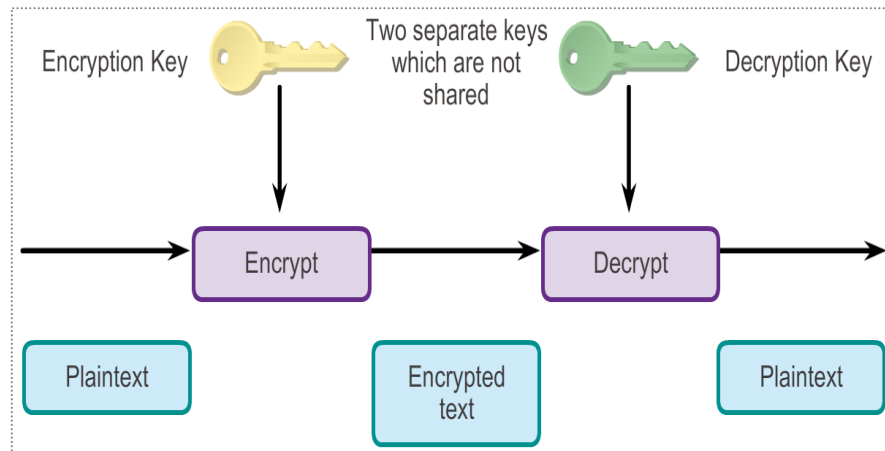 Encryption Key
Two separate keys
which are not
shared
Decryption Key
Encrypt
Decrypt
Plaintext
Encrypted
text
Plaintext